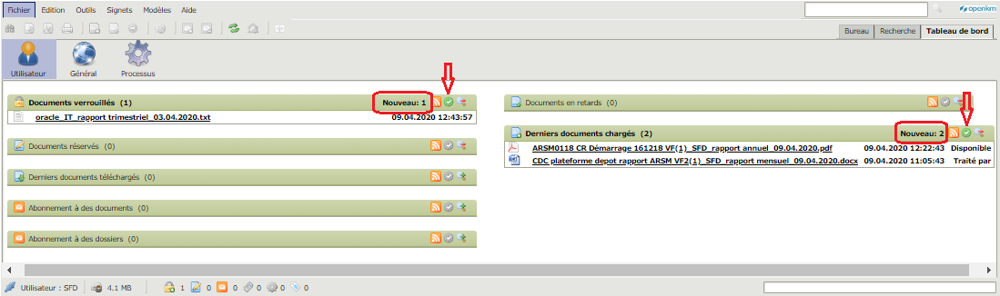 Fichier Edition Outils Signets Modèles Aide
openkm
Bureau Recherche Tableau de bord
Utilisateur Général Processus
Documents verrouillés (1) Nouveau: 1
oracle_IT_rapport trimestriel_03.04.2020.txt 09.04.2020 12:43:57
Documents réservés (0)
Derniers documents téléchargés (0)
Abonnement à des documents (0)
Abonnement à des dossiers (0)
Documents en retards (0)
Derniers documents chargés (2) Nouveau: 2
ARSM0118 CR Démarrage 161218 VF(1)_SFD_rapport annuel_09.04.2020.pdf 09.04.2020 12:22:43 Disponible
CDC plateforme depot rapport ARSM VF2(1)_SFD_rapport mensuel_09.04.2020.docx 09.04.2020 11:05:43 Traité par
Utilisateur : SFD 4.1 MB 1 0 0 0 0 0